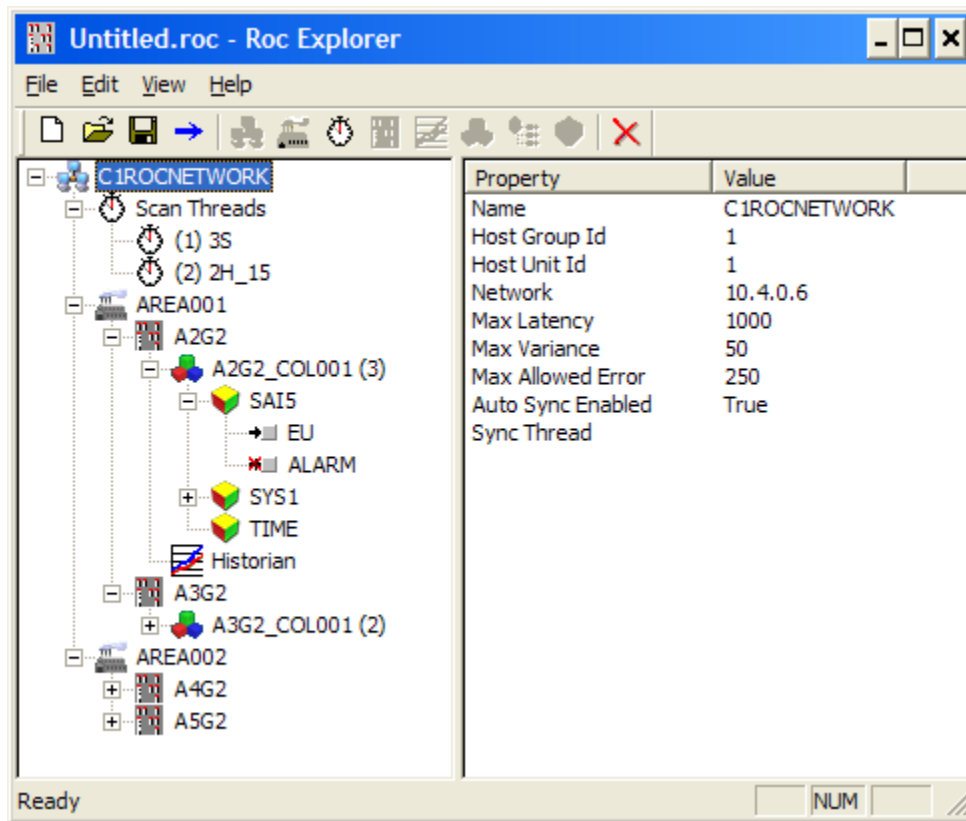 Untitled.roc - Roc Explorer
File Edit View Help
C1ROCNETWORK
Scan Threads
(1) 3S
(2) 2H_15
AREA001
A2G2
A2G2_COL001 (3)
SAI5
EU
ALARM
SYS1
TIME
Historian
A3G2
A3G2_COL001 (2)
AREA002
A4G2
A5G2
Property Value
Name C1ROCNETWORK
Host Group Id 1
Host Unit Id 1
Network 10.4.0.6
Max Latency 1000
Max Variance 50
Max Allowed Error 250
Auto Sync Enabled True
Sync Thread
Ready NUM